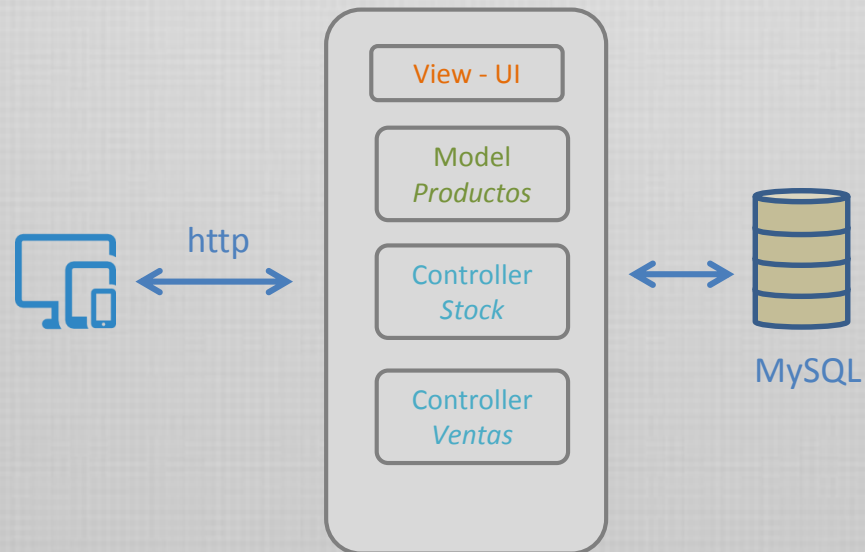 View - UI
Model
Productos
http
Controller
Stock
MySQL
Controller
Ventas